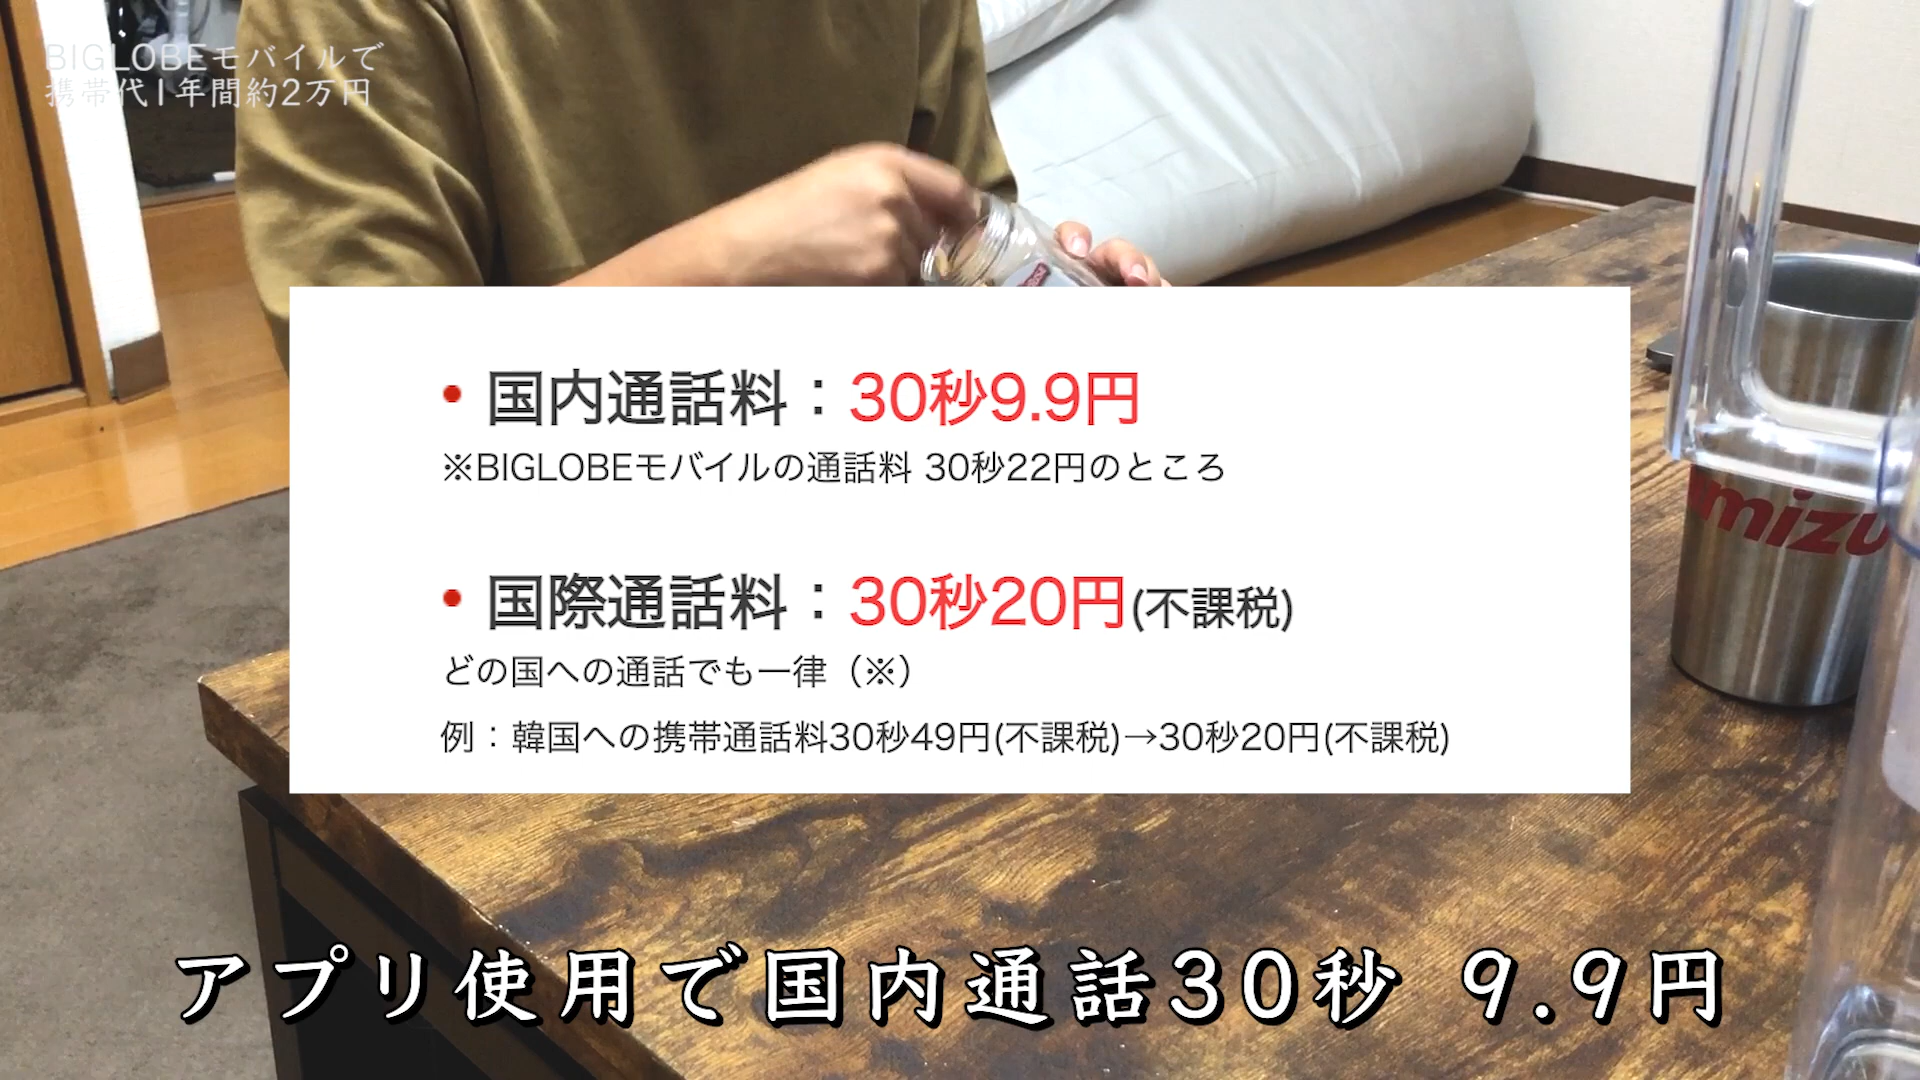 BIGLOBEモバイルで
携帯代1年間約2万円
• 国内通話料：30秒9.9円
※BIGLOBEモバイルの通話料 30秒22円のところ
• 国際通話料：30秒20円(不課税)
どの国への通話でも一律（※）
例：韓国への携帯通話料30秒49円(不課税)→30秒20円(不課税)
mizu
アプリ使用で国内通話30秒 9.9円